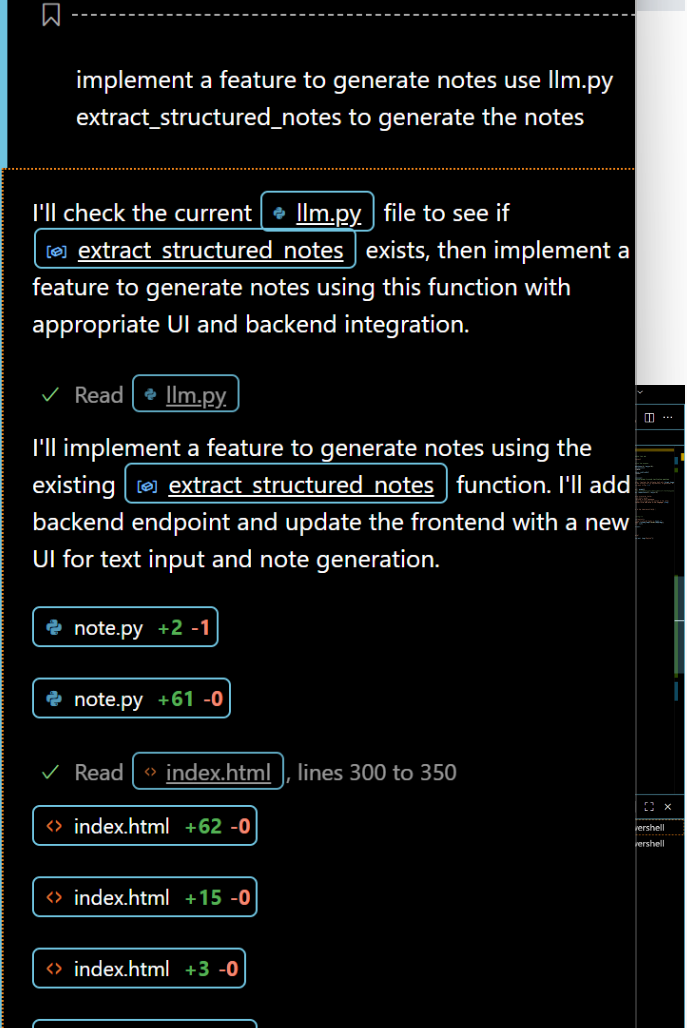 implement a feature to generate notes use llm.py
extract_structured_notes to generate the notes
I'll check the current llm.py file to see if
extract_structured_notes exists, then implement a
feature to generate notes using this function with
appropriate UI and backend integration.
Read llm.py
I'll implement a feature to generate notes using the
existing extract_structured_notes function. I'll add
backend endpoint and update the frontend with a new
UI for text input and note generation.
note.py +2 -1
note.py +61 -0
Read index.html, lines 300 to 350
index.html +62 -0
index.html +15 -0
index.html +3 -0
vershell
vershell